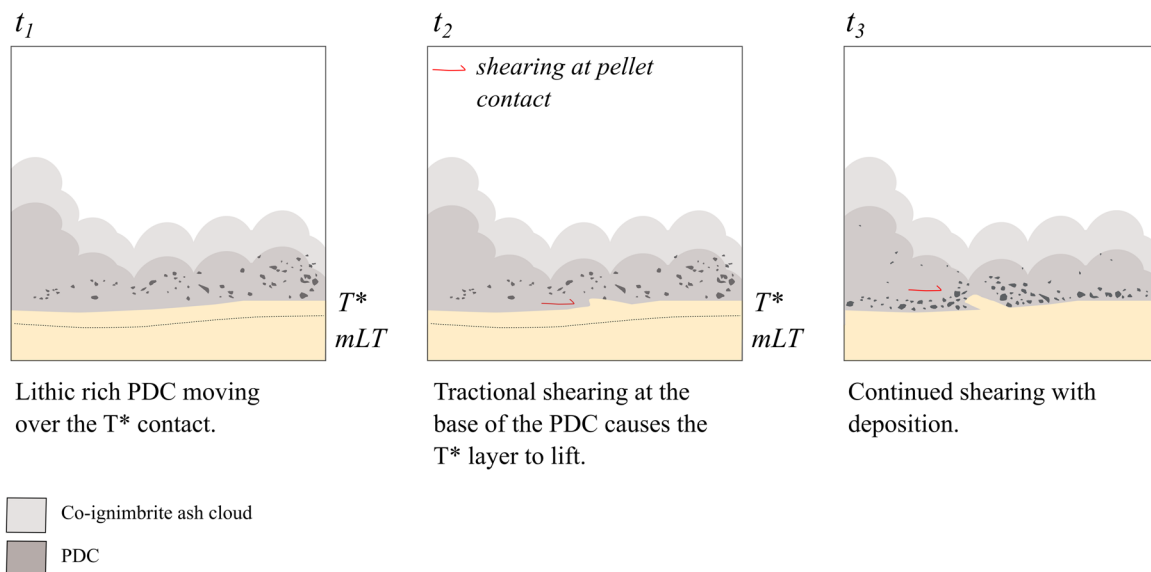 t1
t2
t3
shearing at pellet
contact
T*
mLT
T*
mLT
Lithic rich PDC moving
over the T* contact.
Tractional shearing at the
base of the PDC causes the
T* layer to lift.
Continued shearing with
deposition.
Co-ignimbrite ash cloud
PDC